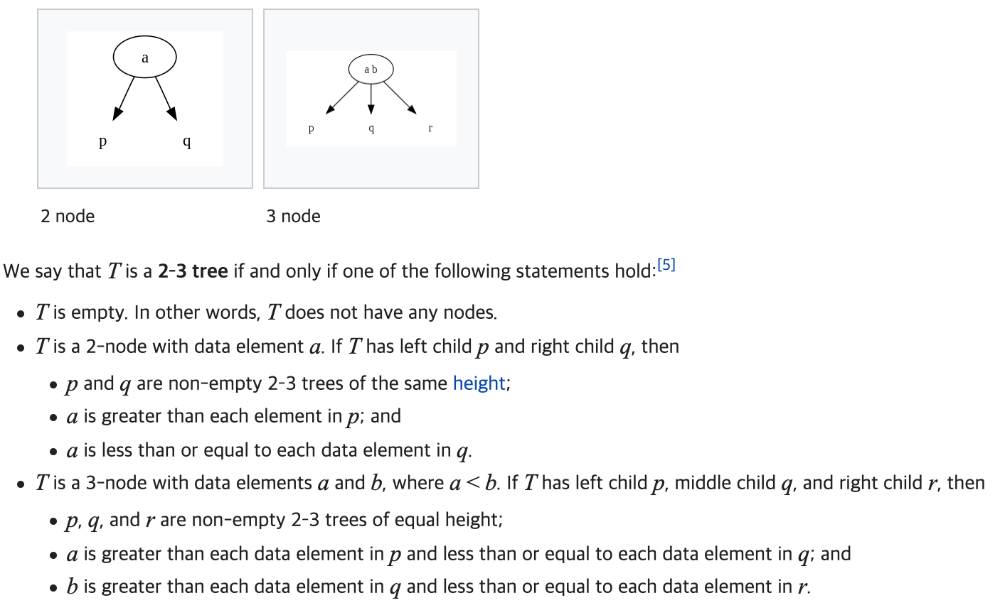 a
p q
a b
p q r
2 node 3 node
We say that T is a 2-3 tree if and only if one of the following statements hold:[5]
• T is empty. In other words, T does not have any nodes.
• T is a 2-node with data element a. If T has left child p and right child q, then
• p and q are non-empty 2-3 trees of the same height;
• a is greater than each element in p; and
• a is less than or equal to each data element in q.
• T is a 3-node with data elements a and b, where a < b. If T has left child p, middle child q, and right child r, then
• p, q, and r are non-empty 2-3 trees of equal height;
• a is greater than each data element in p and less than or equal to each data element in q; and
• b is greater than each data element in q and less than or equal to each data element in r.